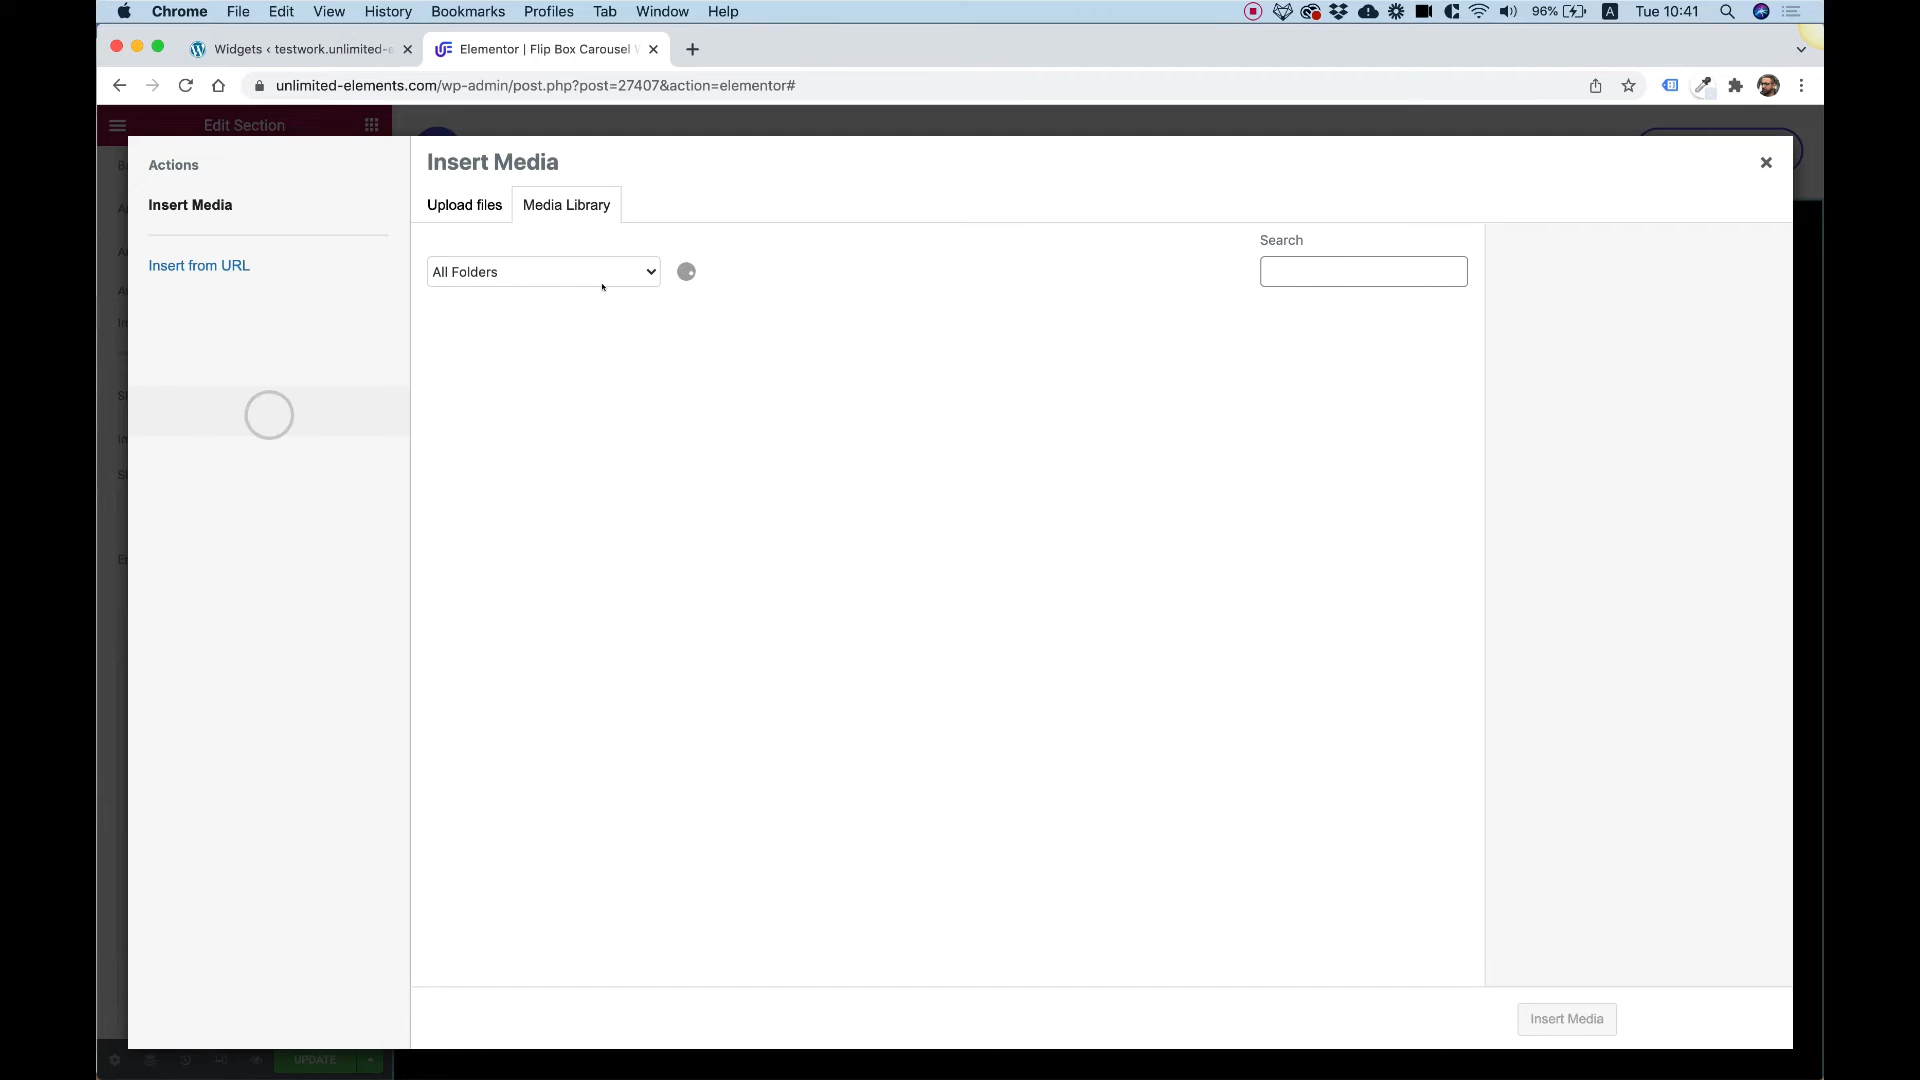 Chrome File Edit View History Bookmarks Profiles Tab Window Help 96% A Tue 10:41
Widgets ‹ testwork.unlimited-e Elementor | Flip Box Carousel
unlimited-elements.com/wp-admin/post.php?post=27407&action=elementor#
Edit Section
Actions
Insert Media
Insert from URL
Insert Media
Upload files Media Library
Search
All Folders
Insert Media
UPDATE